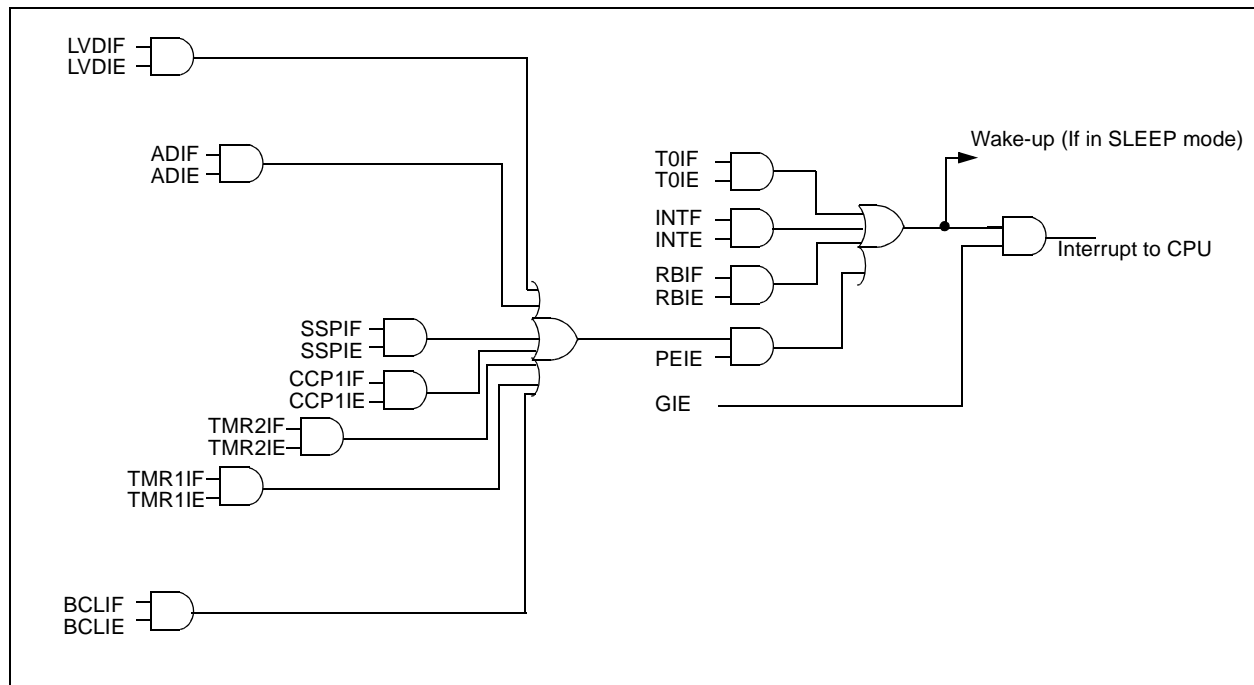 LVDIF
LVDIE
ADIF
ADIE
SSPIF
SSPIE
CCP1IF
CCP1IE
TMR2IF
TMR2IE
TMR1IF
TMR1IE
BCLIF
BCLIE
T0IF
T0IE
INTF
INTE
RBIF
RBIE
PEIE
GIE
Wake-up (If in SLEEP mode)
Interrupt to CPU